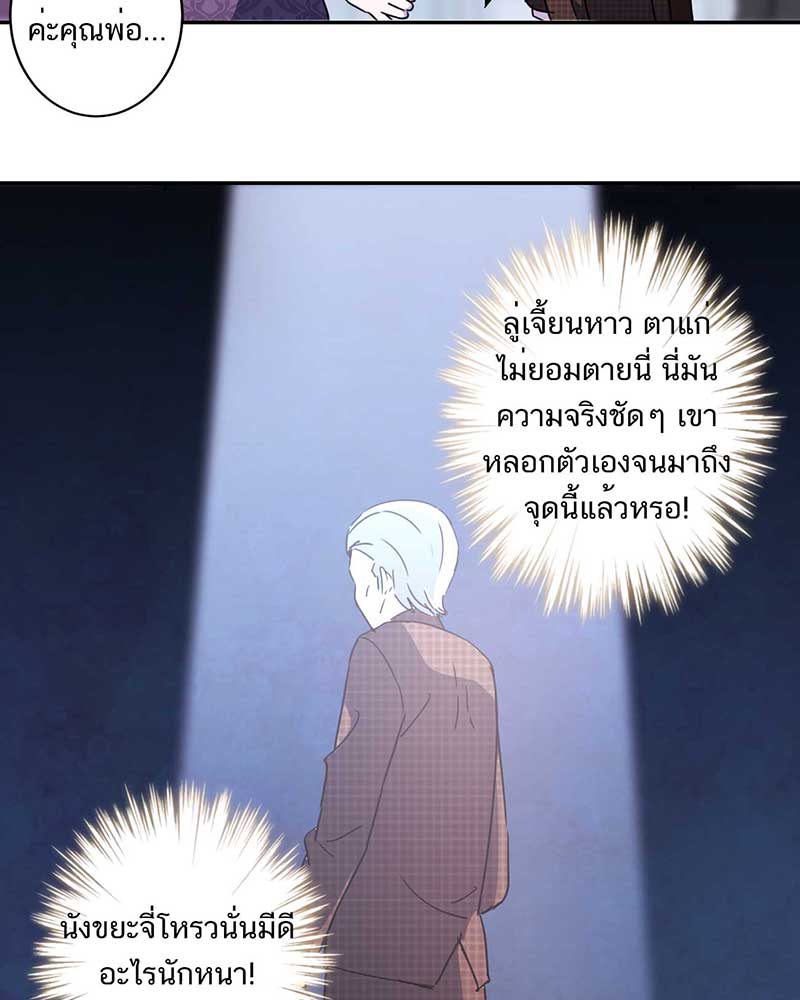 ค่ะคุณพ่อ...
ลู่เจี้ยนหาว ตาแก่
ไม่ยอมตายนี่ นี่มัน
ความจริงชัดๆ เขา
หลอกตัวเองจนมาถึง
จุดนี้แล้วหรอ!
นังขยะจี่โหรวนั่นมีดี
อะไรนักหนา!